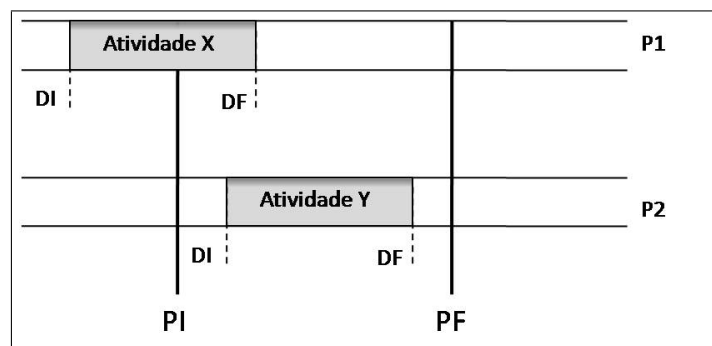 Atividade X
P1
DI
DF
Atividade Y
P2
DI
DF
PI
PF